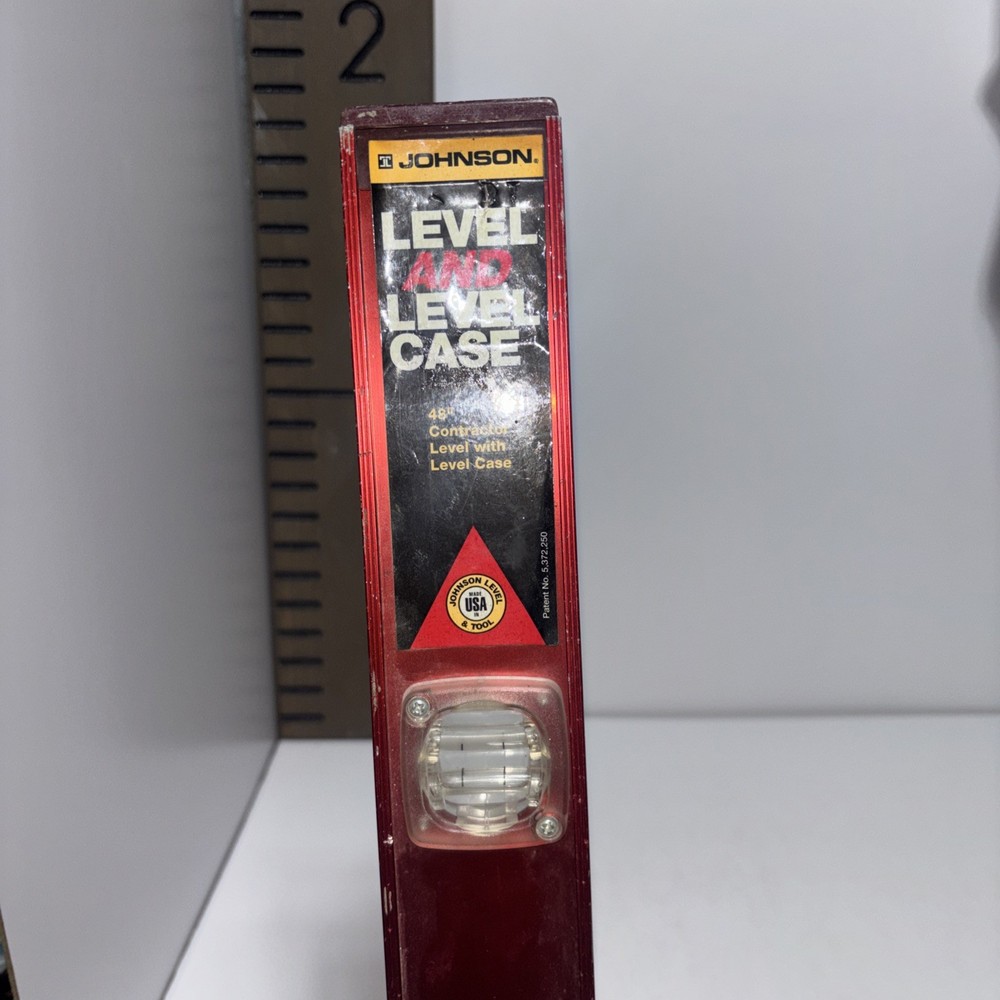 2
JOHNSON®
LEVEL
AND
LEVEL
CASE
48"
Contractor
Level with
Level Case
Patent No. 5,372,250
JOHNSON LEVEL
MADE
USA
IN
& TOOL